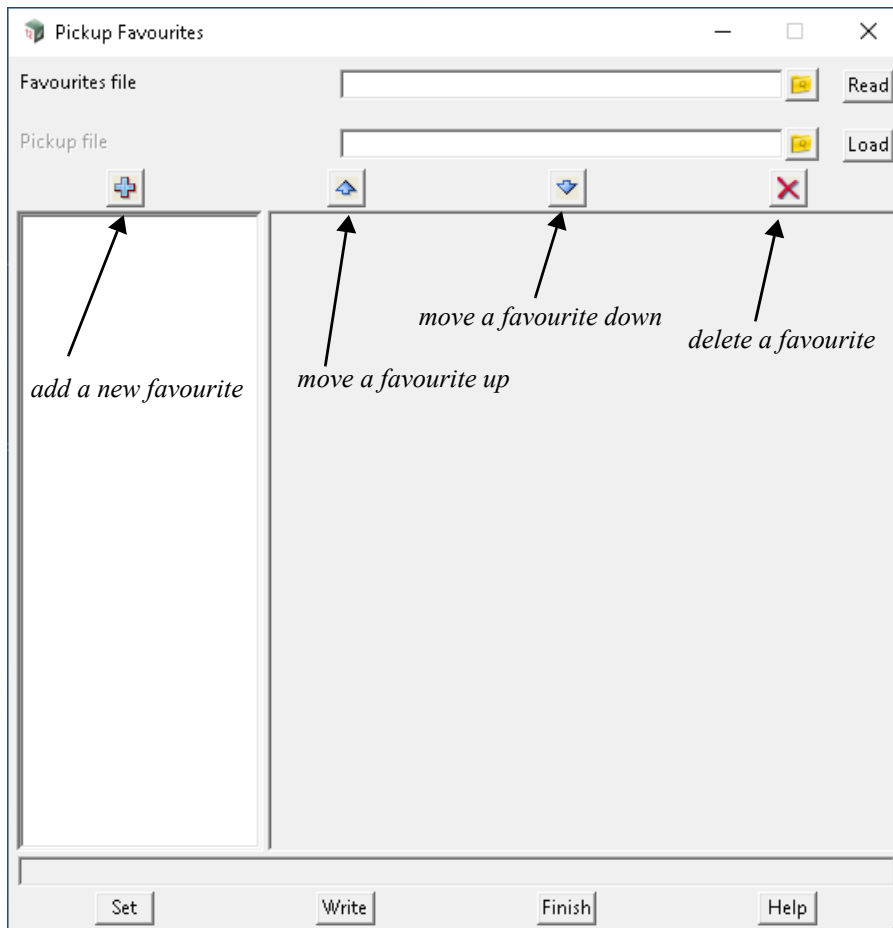 Pickup Favourites
Favourites file
Read
Pickup file
Load
move a favourite down
delete a favourite
add a new favourite
move a favourite up
Set
Write
Finish
Help